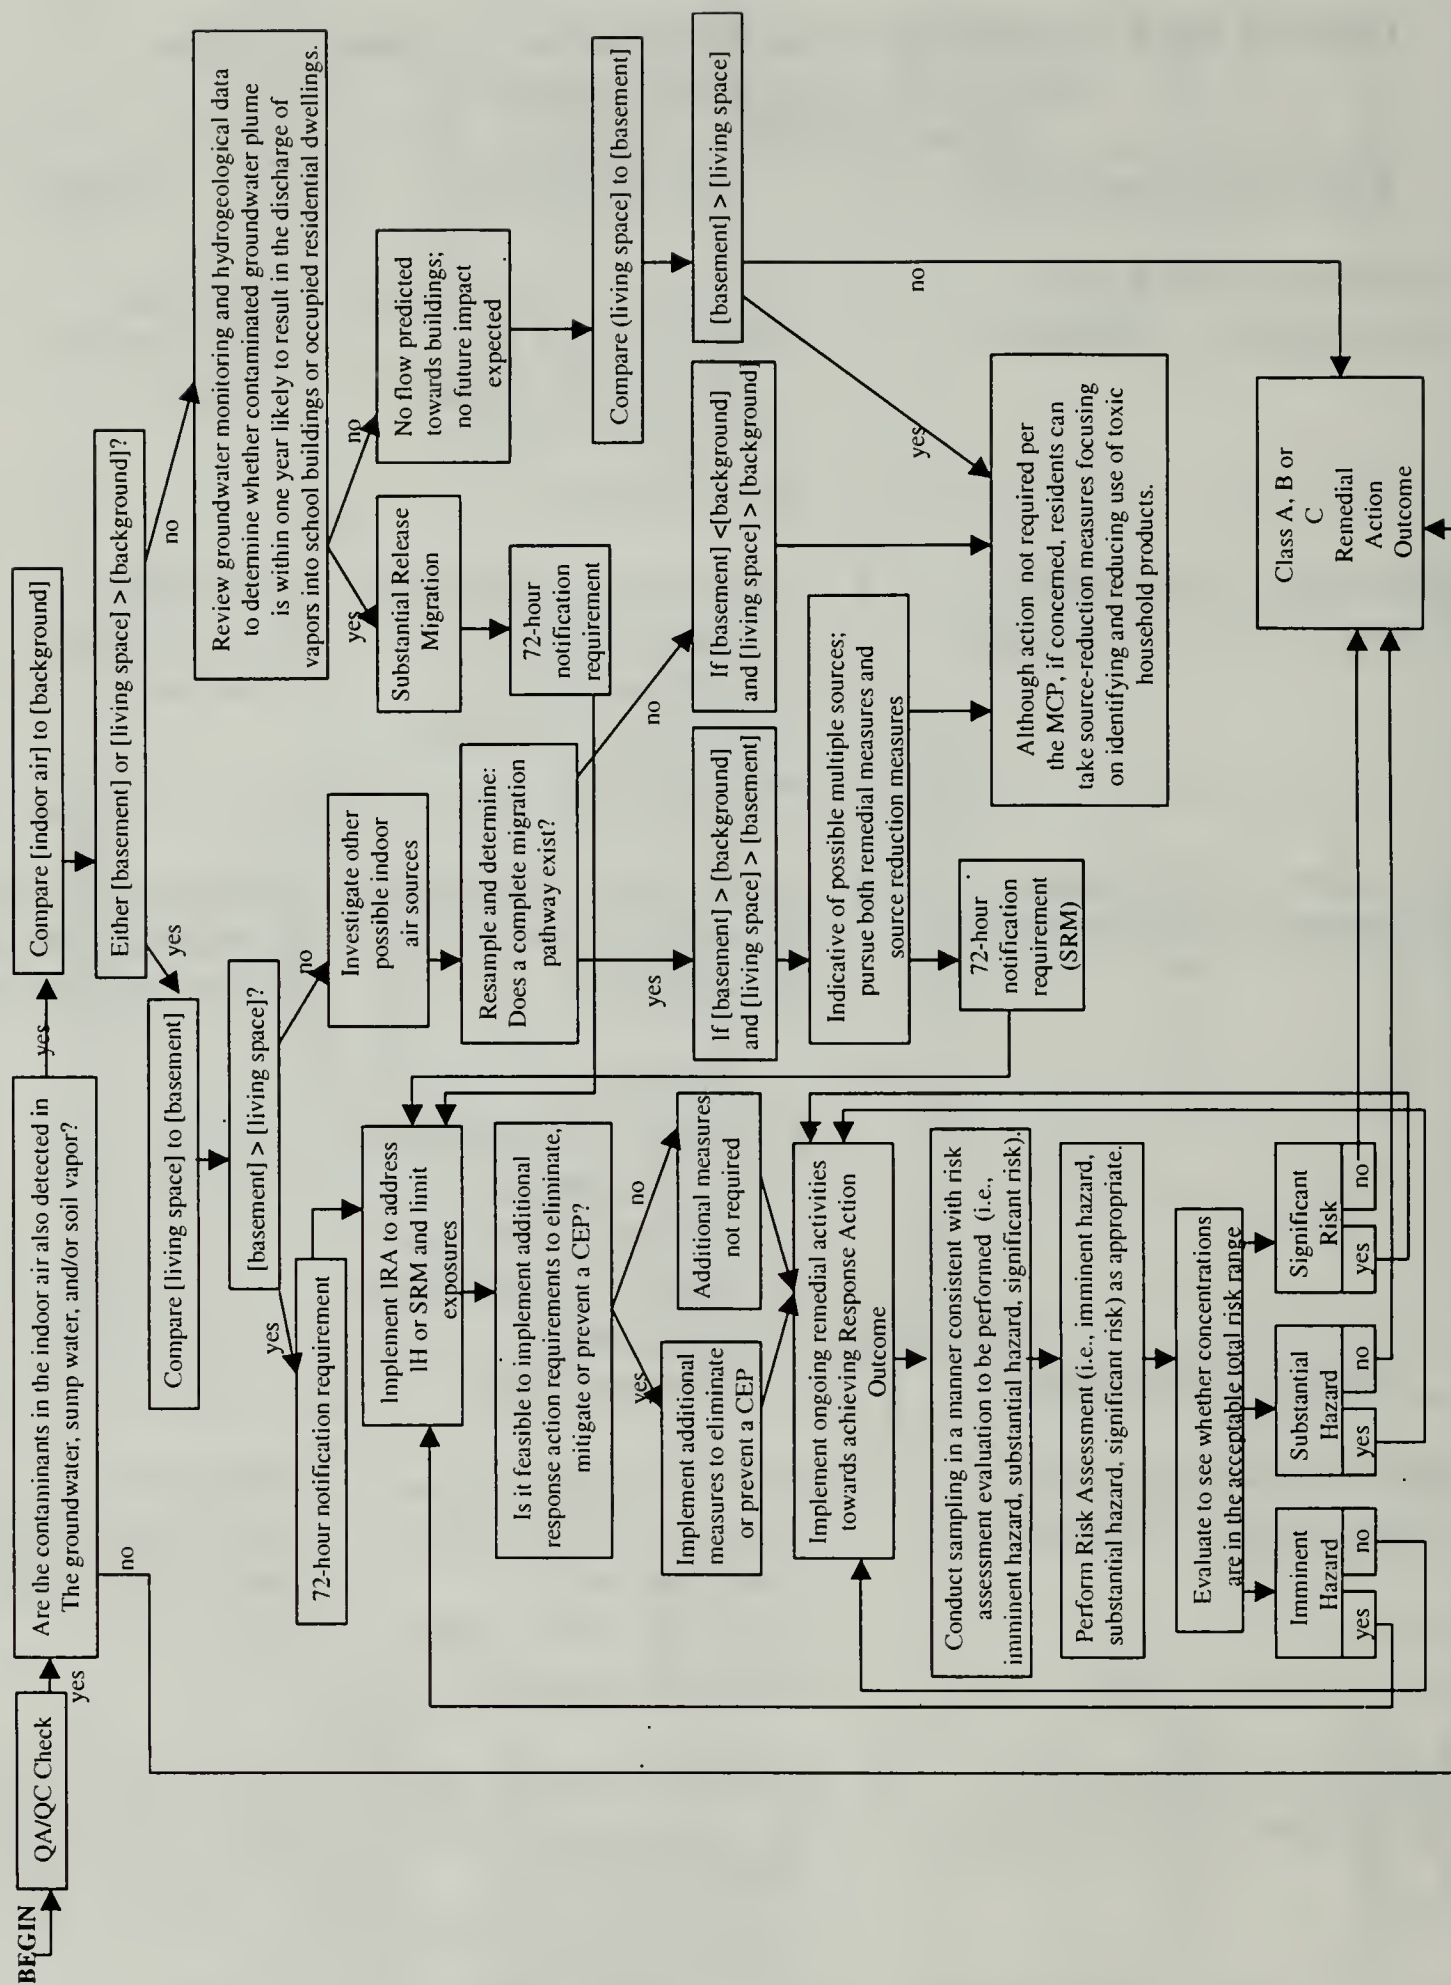 BEGIN
QA/QC Check
yes
Are the contaminants in the indoor air also detected in
The groundwater, sump water, and/or soil vapor?
yes
no
Compare [indoor air] to [background]
Either [basement] or [living space] > [background]?
yes
no
Compare [living space] to [basement]
Review groundwater monitoring and hydrogeological data
to determine whether contaminated groundwater plume
is within one year likely to result in the discharge of
vapors into school buildings or occupied residential dwellings.
[basement] > [living space]?
yes
no
yes
no
72-hour notification requirement
Investigate other
possible indoor
air sources
Substantial Release
Migration
No flow predicted
towards buildings;
no future impact
expected
Implement IRA to address
IH or SRM and limit
exposures
Resample and determine:
Does a complete migration
pathway exist?
72-hour
notification
requirement
Compare (living space] to [basement]
yes
no
Is it feasible to implement additional
response action requirements to eliminate,
mitigate or prevent a CEP?
yes
no
If [basement] > [background]
and [living space] > [basement]
If [basement] <[background]
and [living space] > [background]
[basement] > [living space]
yes
no
Implement additional
measures to eliminate
or prevent a CEP
Additional measures
not required
Indicative of possible multiple sources;
pursue both remedial measures and
source reduction measures
Implement ongoing remedial activities
towards achieving Response Action
Outcome
72-hour
notification
requirement
(SRM)
Although action not required per
the MCP, if concerned, residents can
take source-reduction measures focusing
on identifying and reducing use of toxic
household products.
Conduct sampling in a manner consistent with risk
assessment evaluation to be performed (i.e.,
imminent hazard, substantial hazard, significant risk).
Perform Risk Assessment (i.e., imminent hazard,
substantial hazard, significant risk) as appropriate.
Evaluate to see whether concentrations
are in the acceptable total risk range
Imminent
Hazard
yes
no
Substantial
Hazard
yes
no
Significant
Risk
yes
no
Class A, B or
C
Remedial
Action
Outcome